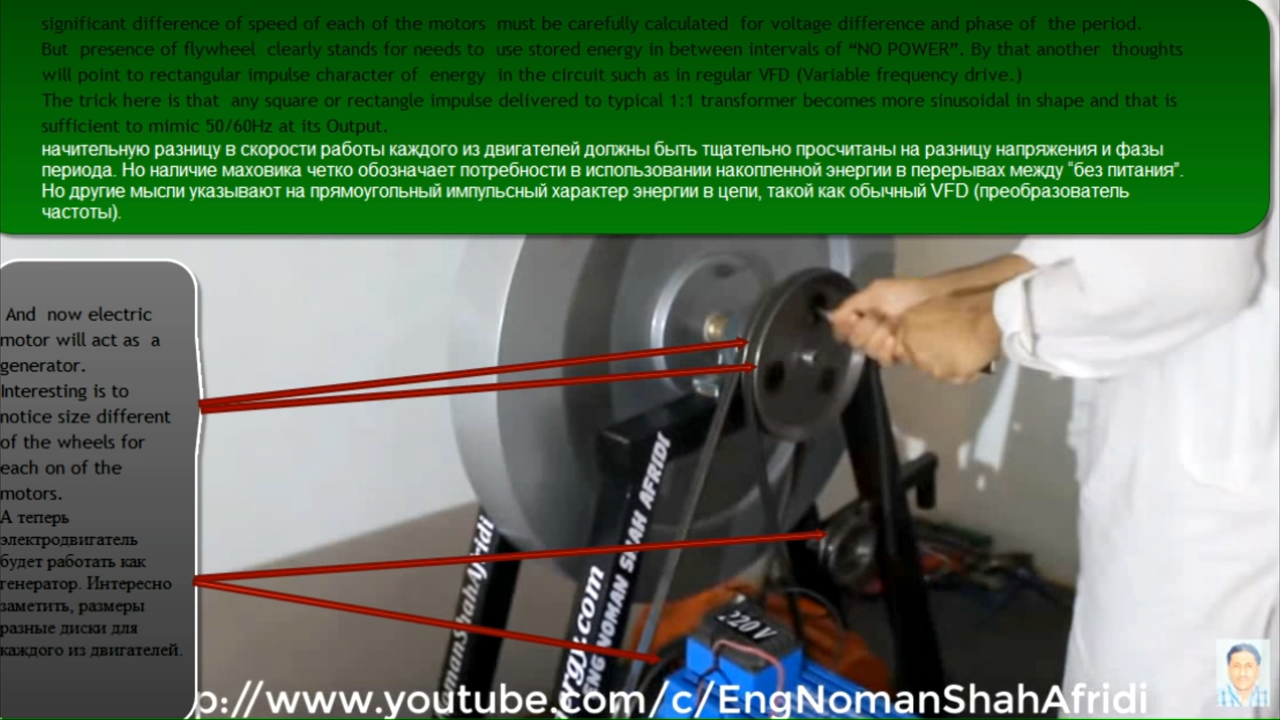 significant difference of speed of each of the motors must be carefully calculated for voltage difference and phase of the period.
But presence of flywheel clearly stands for needs to use stored energy in between intervals of “NO POWER”. By that another thoughts
will point to rectangular impulse character of energy in the circuit such as in regular VFD (Variable frequency drive.)
The trick here is that any square or rectangle impulse delivered to typical 1:1 transformer becomes more sinusoidal in shape and that is
sufficient to mimic 50/60Hz at its Output.
начительную разницу в скорости работы каждого из двигателей должны быть тщательно просчитаны на разницу напряжения и фазы
периода. Но наличие маховика четко обозначает потребности в использовании накопленной энергии в перерывах между “без питания”.
Но другие мысли указывают на прямоугольный импульсный характер энергии в цепи, такой как обычный VFD (преобразователь
частоты).
And now electric
motor will act as a
generator.
Interesting is to
notice size different
of the wheels for
each on of the
motors.
А теперь
электродвигатель
будет работать как
генератор. Интересно
заметить, размеры
разные диски для
каждого из двигателей.
manShahAfridi
rgy.com
ENG NOMAN SHAH AFRIDI
220V
p://www.youtube.com/c/EngNomanShahAfridi